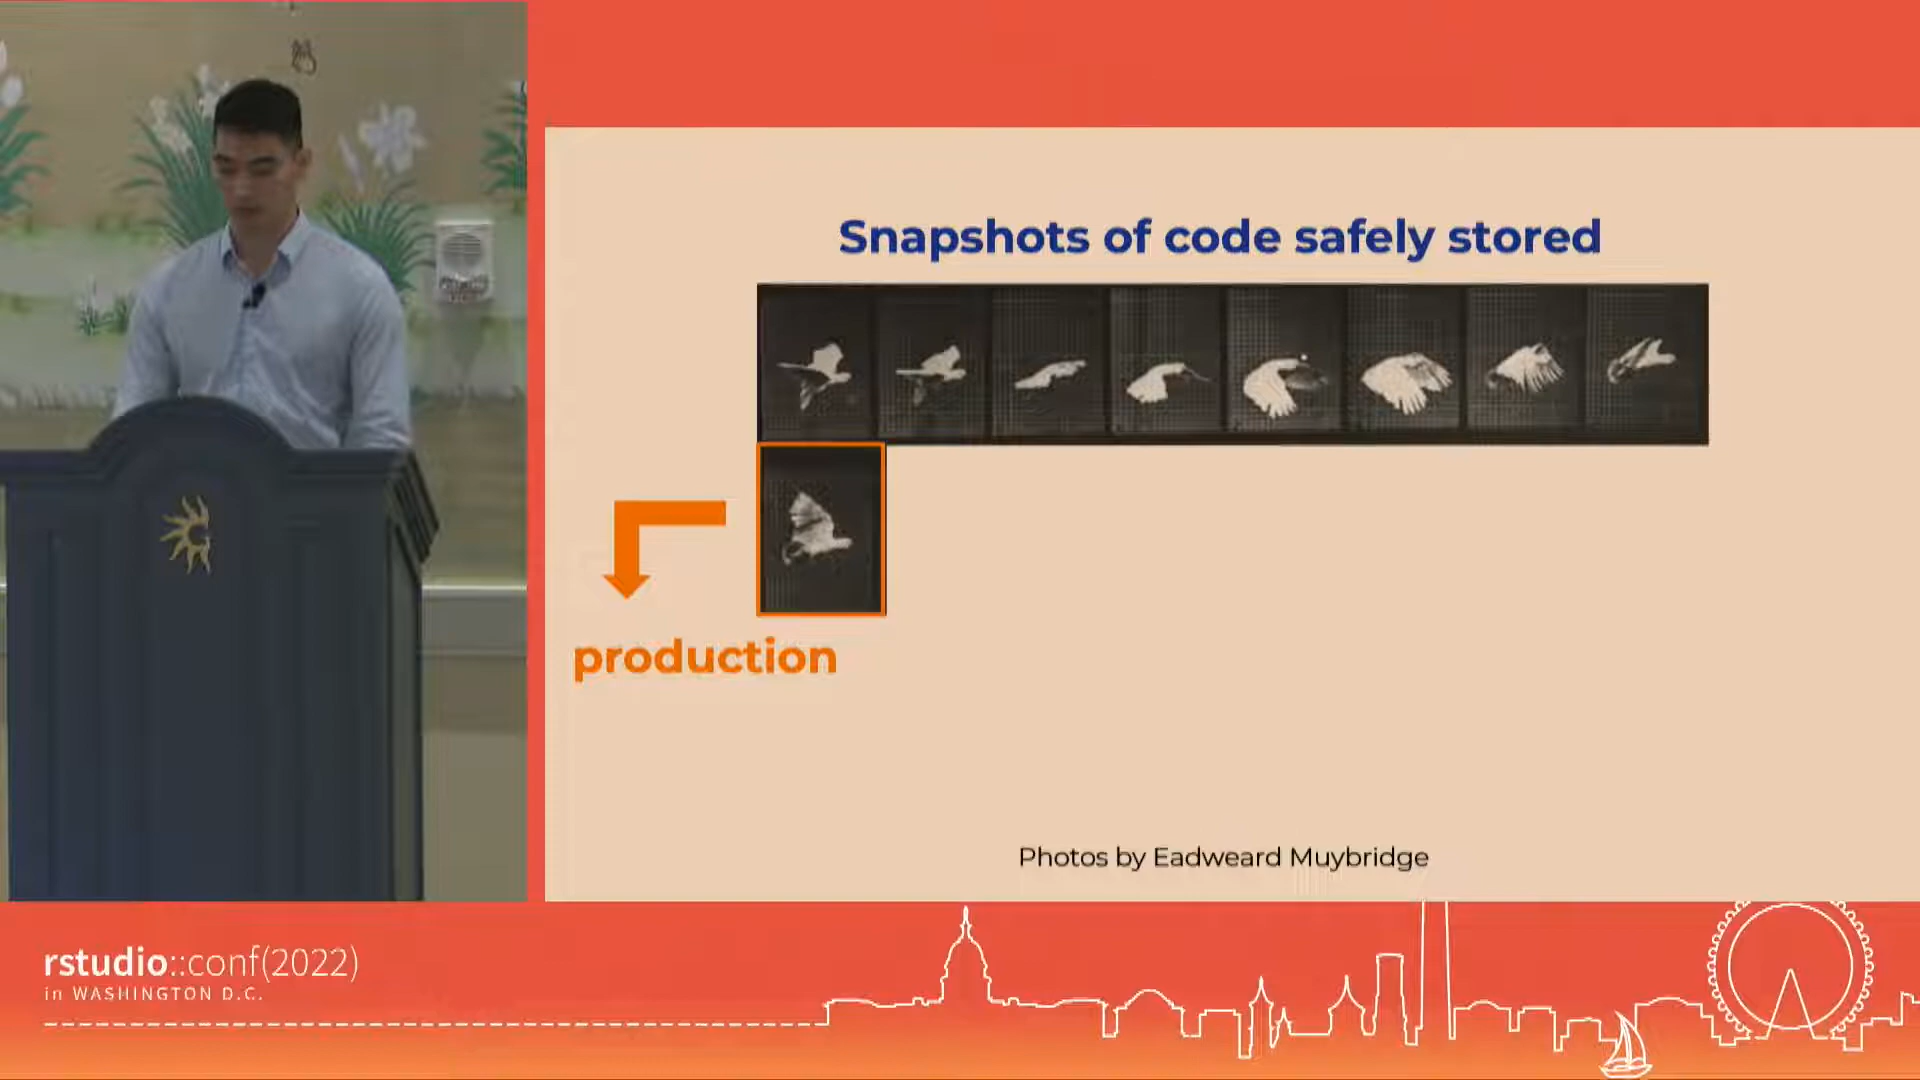 Snapshots of code safely stored
production
Photos by Eadweard Muybridge
rstudio::conf(2022)
in WASHINGTON D.C.